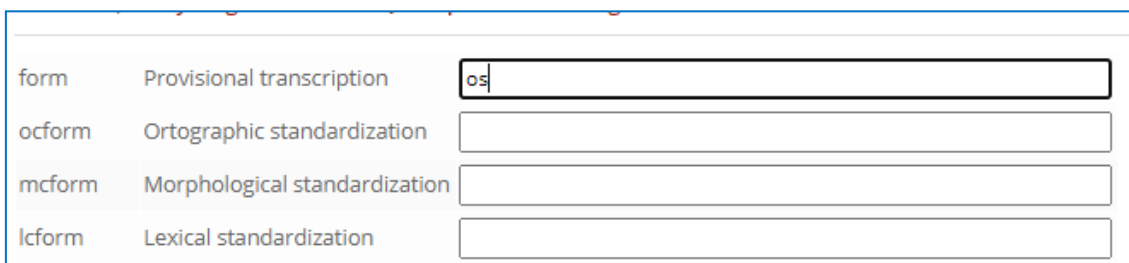 form Provisional transcription os
ocform Ortographic standardization
mcform Morphological standardization
lcform Lexical standardization